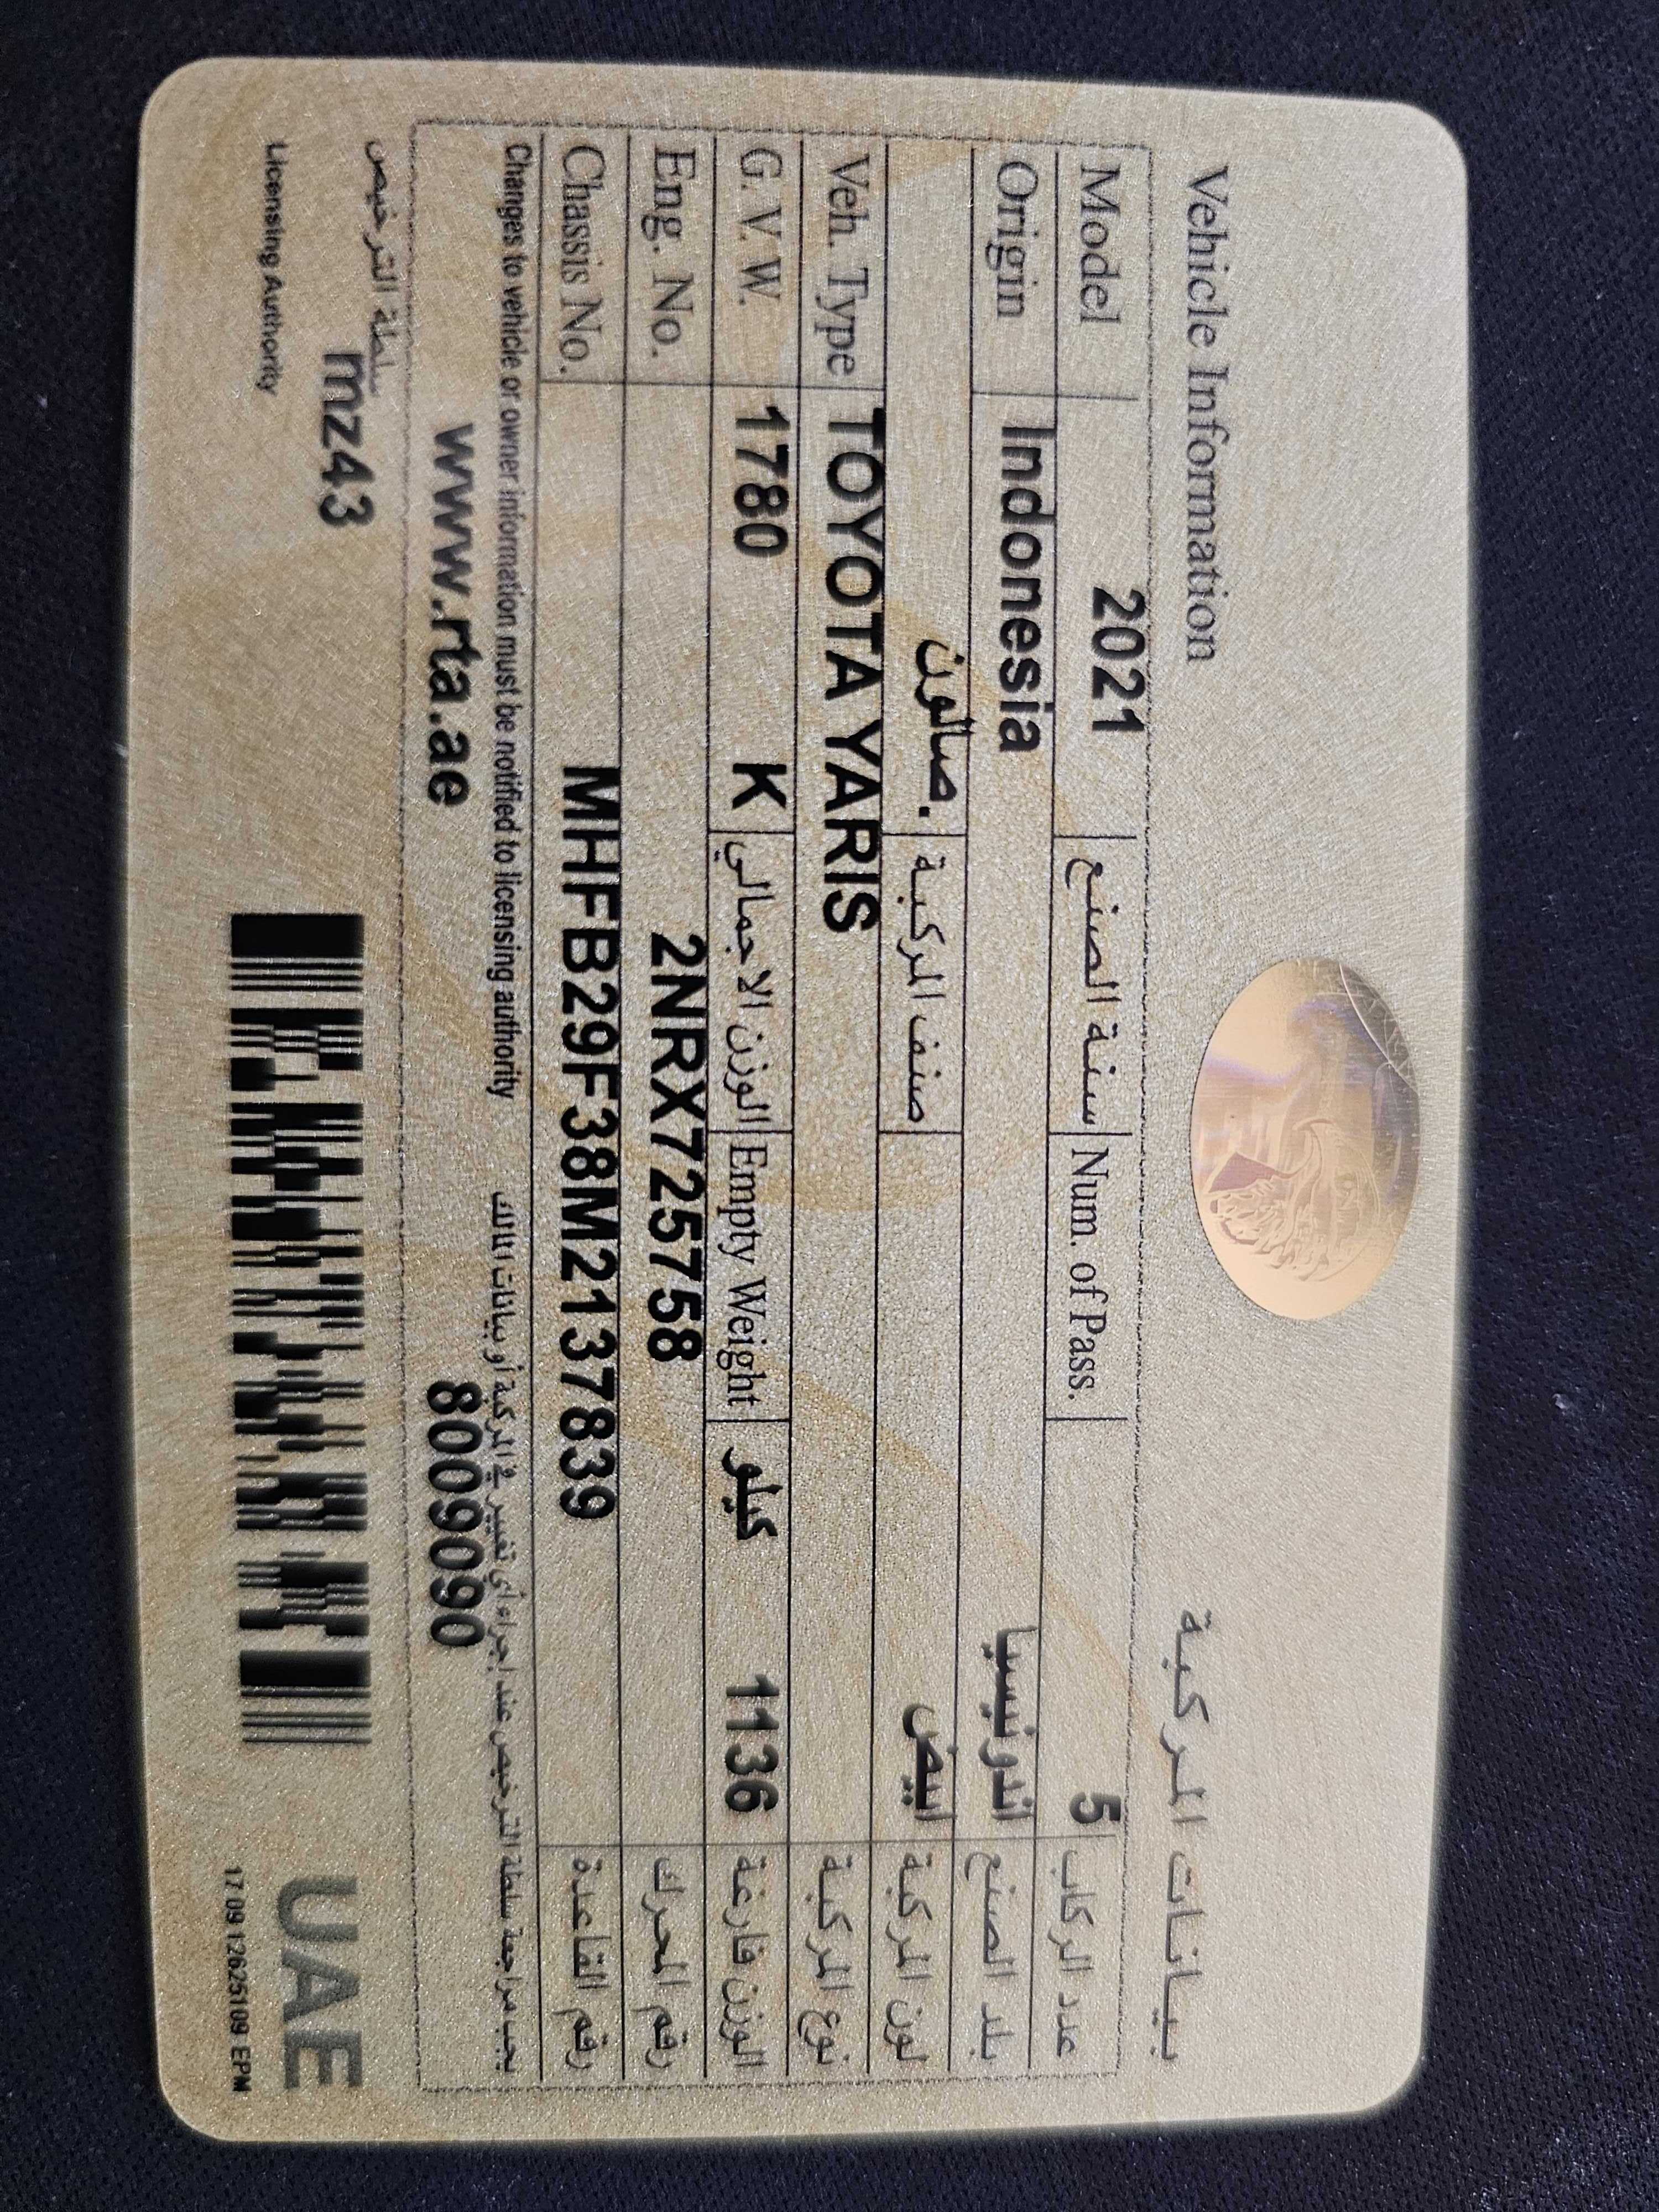 Vehicle Information بيانات المركبة
Model 2021 سنة الصنع Num. of Pass. 5 عدد الركاب
Origin Indonesia اندونيسيا بلد الصنع
صالون. صنف المركبة ابيض لون المركبة
Veh. Type TOYOTA YARIS نوع المركبة
G. V. W. 1780 K الوزن الاجمالي Empty Weight كيلو 1136 الوزن فارغة
Eng. No. 2NRX725758 رقم المحرك
Chassis No. MHFB29F38M2137839 رقم القاعدة
Changes to vehicle or owner information must be notified to licensing authority يجب مراجعة سلطة الترخيص عند اجراء أي تغيير في المركبة أو بيانات المالك
www.rta.ae 8009090
سلطة الترخيص mz43
Licensing Authority
UAE
17 09 12625109 EPM